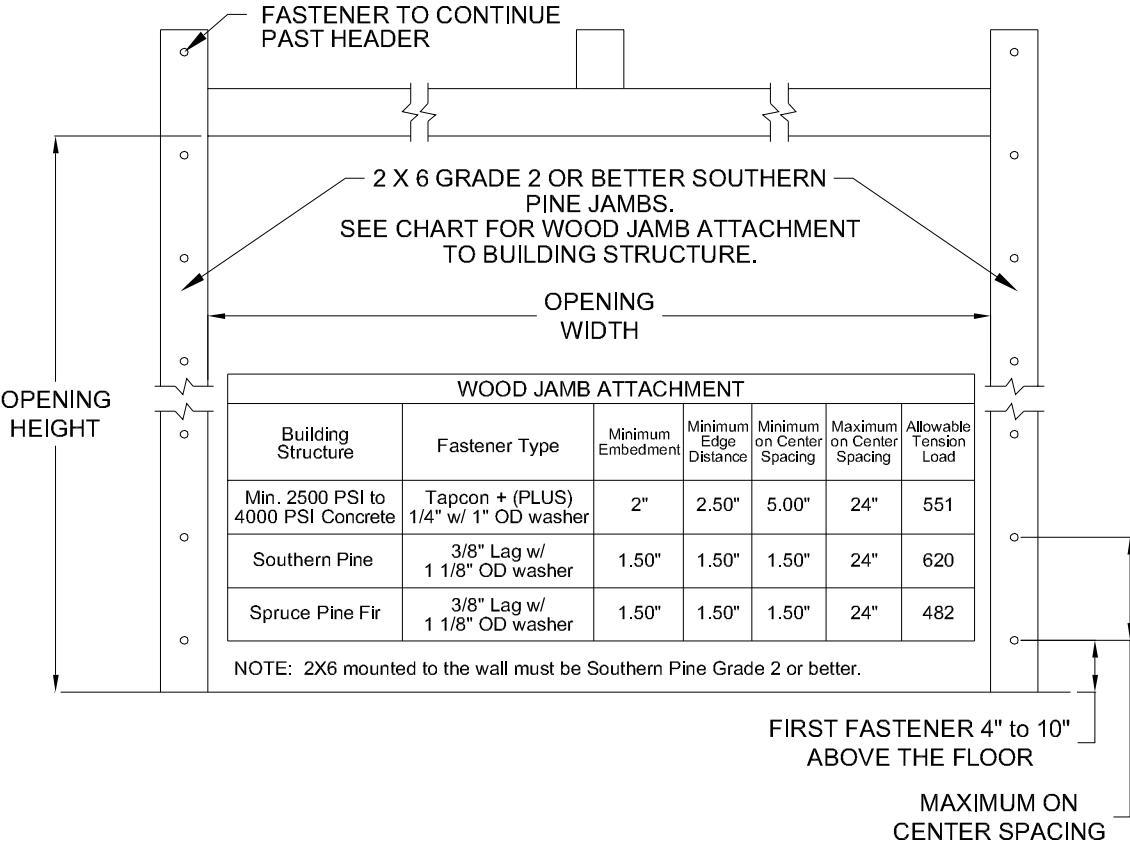 FASTENER TO CONTINUE
PAST HEADER
2 X 6 GRADE 2 OR BETTER SOUTHERN
PINE JAMBS.
SEE CHART FOR WOOD JAMB ATTACHMENT
TO BUILDING STRUCTURE.
OPENING
WIDTH
OPENING
HEIGHT
WOOD JAMB ATTACHMENT
Building
Structure
Fastener Type
Minimum
Embedment
Minimum
Edge
Distance
Minimum
on Center
Spacing
Maximum
on Center
Spacing
Allowable
Tension
Load
Min. 2500 PSI to
4000 PSI Concrete
Tapcon + (PLUS)
1/4" w/ 1" OD washer
2"
2.50"
5.00"
24"
551
Southern Pine
3/8" Lag w/
1 1/8" OD washer
1.50"
1.50"
1.50"
24"
620
Spruce Pine Fir
3/8" Lag w/
1 1/8" OD washer
1.50"
1.50"
1.50"
24"
482
NOTE: 2X6 mounted to the wall must be Southern Pine Grade 2 or better.
FIRST FASTENER 4" to 10"
ABOVE THE FLOOR
MAXIMUM ON
CENTER SPACING